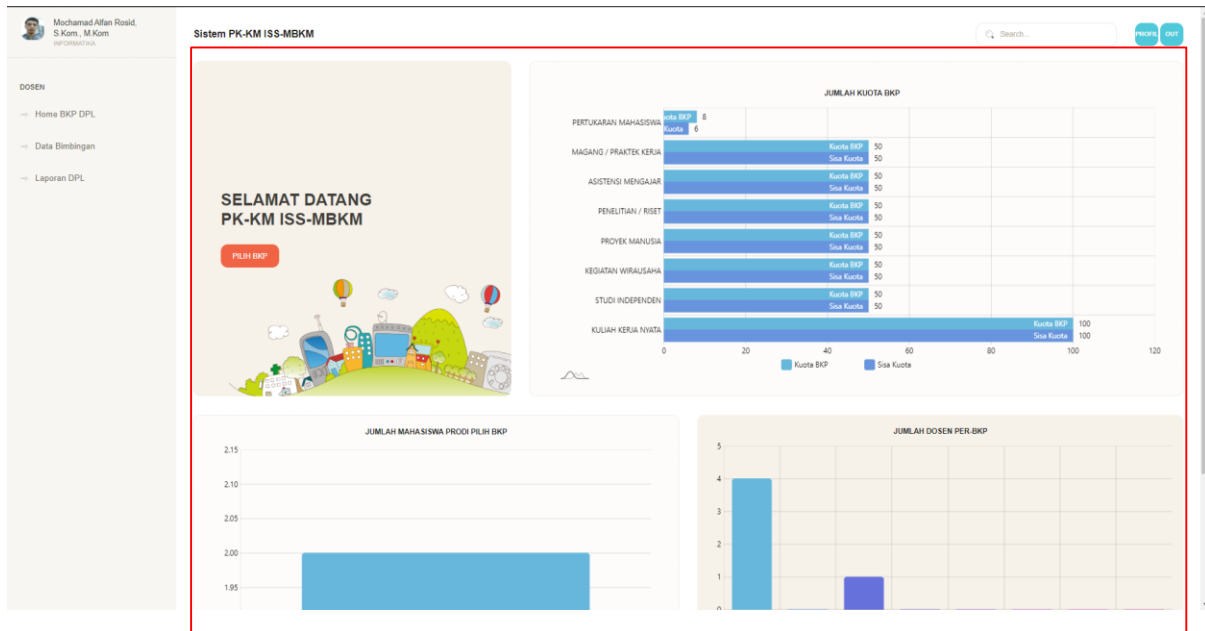 Mochamad Alfan Rosid,
S.Kom., M.Kom
INFORMATIKA
DOSEN
Home BKP DPL
Data Bimbingan
Laporan DPL
Sistem PK-KM ISS-MBKM
Search...
PROFIL
OUT
SELAMAT DATANG
PK-KM ISS-MBKM
PILIH BKP
JUMLAH KUOTA BKP
PERTUKARAN MAHASISWA
uota BKP 8
Kuota 6
MAGANG / PRAKTEK KERJA
Kuota BKP 50
Sisa Kuota 50
ASISTENSI MENGAJAR
Kuota BKP 50
Sisa Kuota 50
PENELITIAN / RISET
Kuota BKP 50
Sisa Kuota 50
PROYEK MANUSIA
Kuota BKP 50
Sisa Kuota 50
KEGIATAN WIRAUSAHA
Kuota BKP 50
Sisa Kuota 50
STUDI INDEPENDEN
Kuota BKP 50
Sisa Kuota 50
KULIAH KERJA NYATA
Kuota BKP 100
Sisa Kuota 100
0 20 40 60 80 100 120
Kuota BKP Sisa Kuota
JUMLAH MAHASISWA PRODI PILIH BKP
2.15
2.10
2.05
2.00
1.95
JUMLAH DOSEN PER-BKP
5
4
3
2
1
0